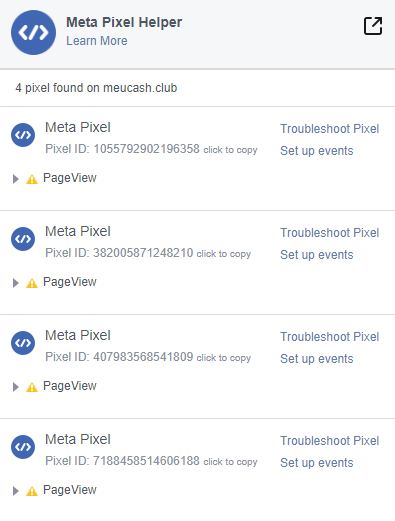 Meta Pixel Helper
Learn More
4 pixel found on meucash.club
Meta Pixel
Troubleshoot Pixel
Pixel ID: 1055792902196358 click to copy
Set up events
PageView
Meta Pixel
Troubleshoot Pixel
Pixel ID: 382005871248210 click to copy
Set up events
PageView
Meta Pixel
Troubleshoot Pixel
Pixel ID: 407983568541809 click to copy
Set up events
PageView
Meta Pixel
Troubleshoot Pixel
Pixel ID: 7188458514606188 click to copy
Set up events
PageView